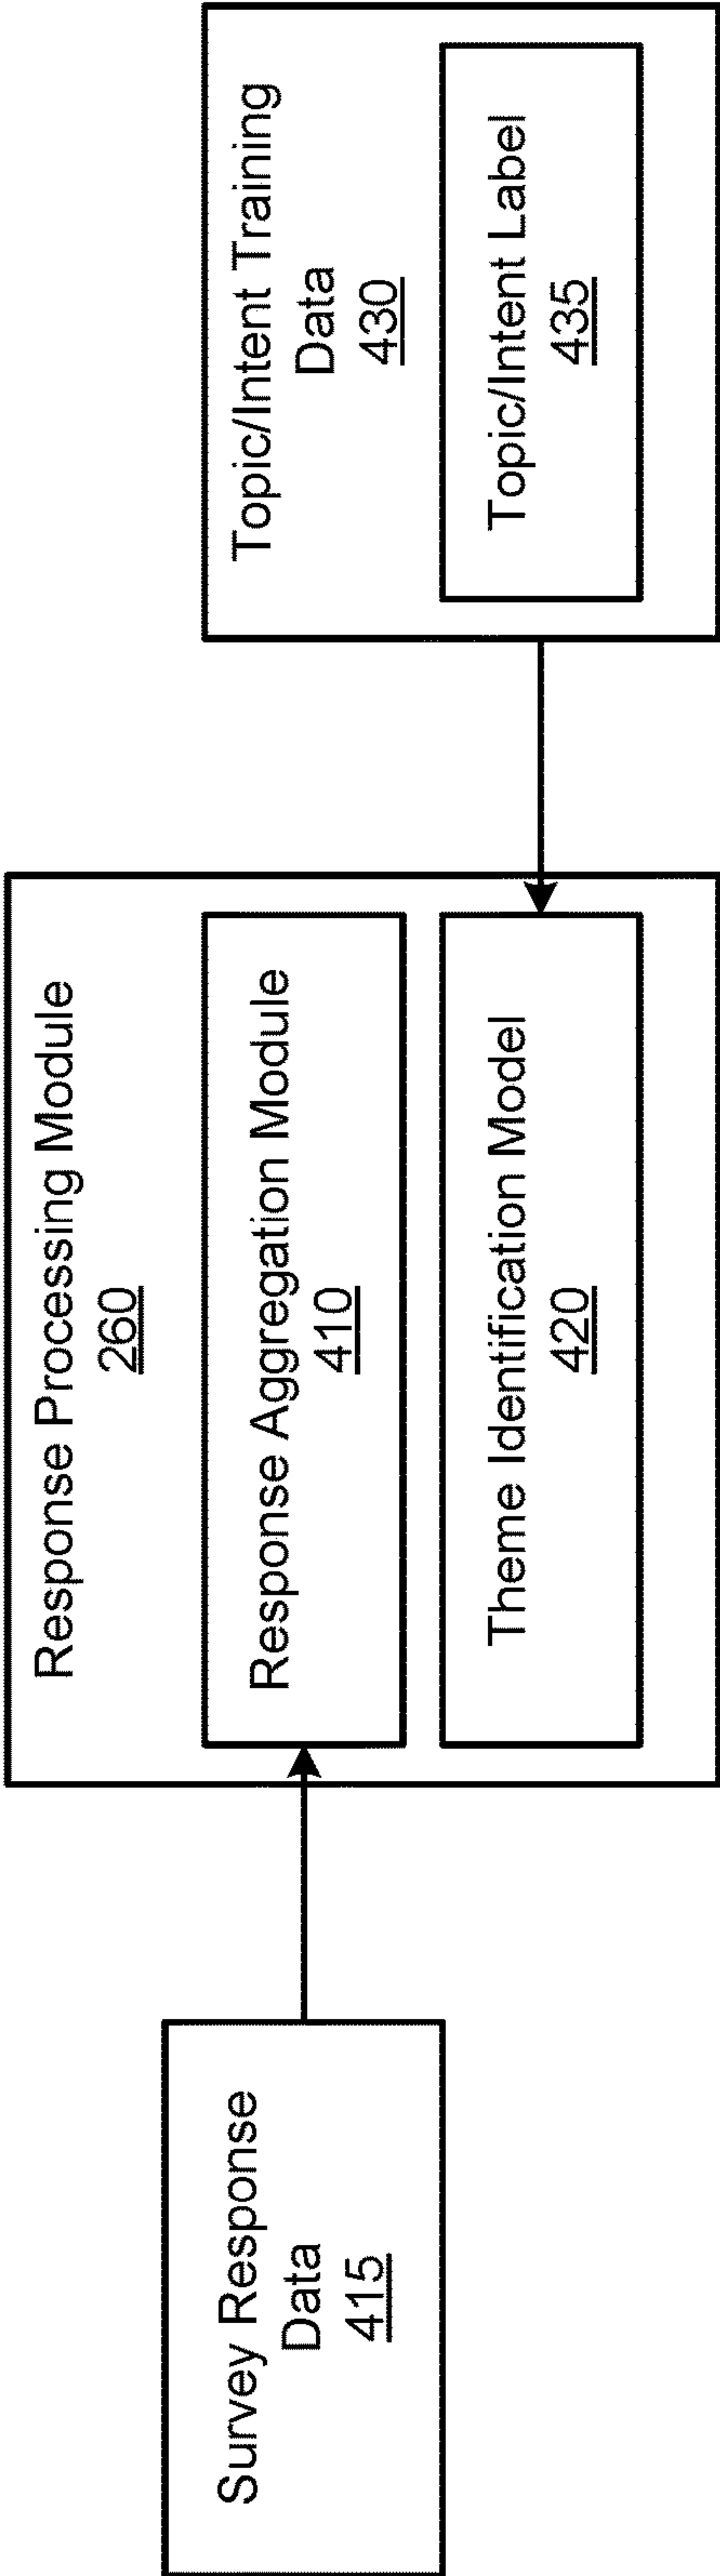 Survey Response
Data
415
Response Processing Module
260
Response Aggregation Module
410
Theme Identification Model
420
Topic/Intent Training
Data
430
Topic/Intent Label
435